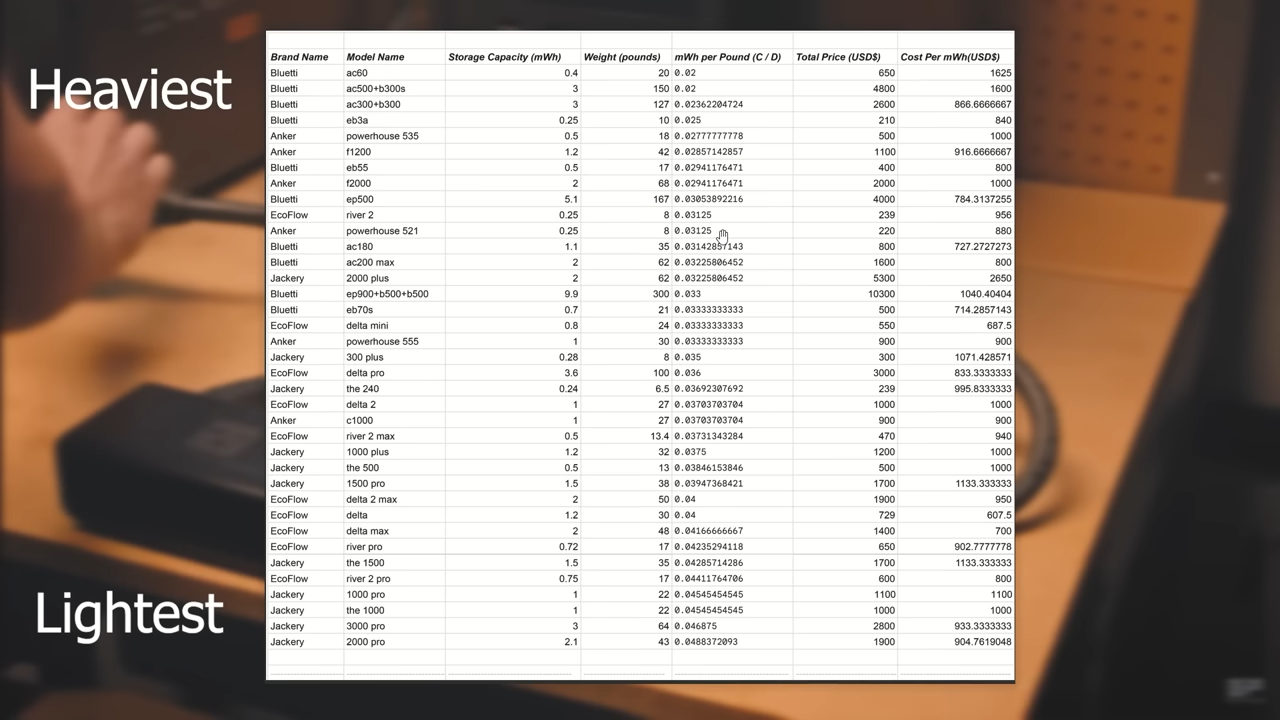 Heaviest
Brand Name Model Name Storage Capacity (mWh) Weight (pounds) mWh per Pound (C / D) Total Price (USD$) Cost Per mWh(USD$)
Bluetti ac60 0.4 20 0.02 650 1625
Bluetti ac500+b300s 3 150 0.02 4800 1600
Bluetti ac300+b300 3 127 0.02362204724 2600 866.6666667
Bluetti eb3a 0.25 10 0.025 210 840
Anker powerhouse 535 0.5 18 0.02777777778 500 1000
Anker f1200 1.2 42 0.02857142857 1100 916.6666667
Bluetti eb55 0.5 17 0.02941176471 400 800
Anker f2000 2 68 0.02941176471 2000 1000
Bluetti ep500 5.1 167 0.03053892216 4000 784.3137255
EcoFlow river 2 0.25 8 0.03125 239 956
Anker powerhouse 521 0.25 8 0.03125 220 880
Bluetti ac180 1.1 35 0.03142857143 800 727.2727273
Bluetti ac200 max 2 62 0.03225806452 1600 800
Jackery 2000 plus 2 62 0.03225806452 5300 2650
Bluetti ep900+b500+b500 9.9 300 0.033 10300 1040.40404
Bluetti eb70s 0.7 21 0.03333333333 500 714.2857143
EcoFlow delta mini 0.8 24 0.03333333333 550 687.5
Anker powerhouse 555 1 30 0.03333333333 900 900
Jackery 300 plus 0.28 8 0.035 300 1071.428571
EcoFlow delta pro 3.6 100 0.036 3000 833.3333333
Jackery the 240 0.24 6.5 0.03692307692 239 995.8333333
EcoFlow delta 2 1 27 0.03703703704 1000 1000
Anker c1000 1 27 0.03703703704 900 900
EcoFlow river 2 max 0.5 13.4 0.03731343284 470 940
Jackery 1000 plus 1.2 32 0.0375 1200 1000
Jackery the 500 0.5 13 0.03846153846 500 1000
Jackery 1500 pro 1.5 38 0.03947368421 1700 1133.333333
EcoFlow delta 2 max 2 50 0.04 1900 950
EcoFlow delta 1.2 30 0.04 729 607.5
EcoFlow delta max 2 48 0.04166666667 1400 700
EcoFlow river pro 0.72 17 0.04235294118 650 902.7777778
Jackery the 1500 1.5 35 0.04285714286 1700 1133.333333
EcoFlow river 2 pro 0.75 17 0.04411764706 600 800
Jackery 1000 pro 1 22 0.04545454545 1100 1100
Jackery the 1000 1 22 0.04545454545 1000 1000
Jackery 3000 pro 3 64 0.046875 2800 933.3333333
Jackery 2000 pro 2.1 43 0.0488372093 1900 904.7619048
Lightest